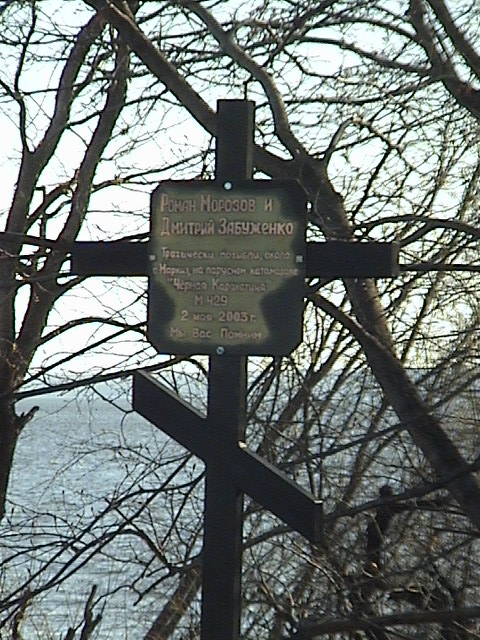 Роман Морозов и
Дмитрий Забуженко
Трагически погибли, около
о. Маркиз, на парусном катамаране
"Чёрная Каракатица"
М 429
2 мая 2003 г.
Мы Вас Помним